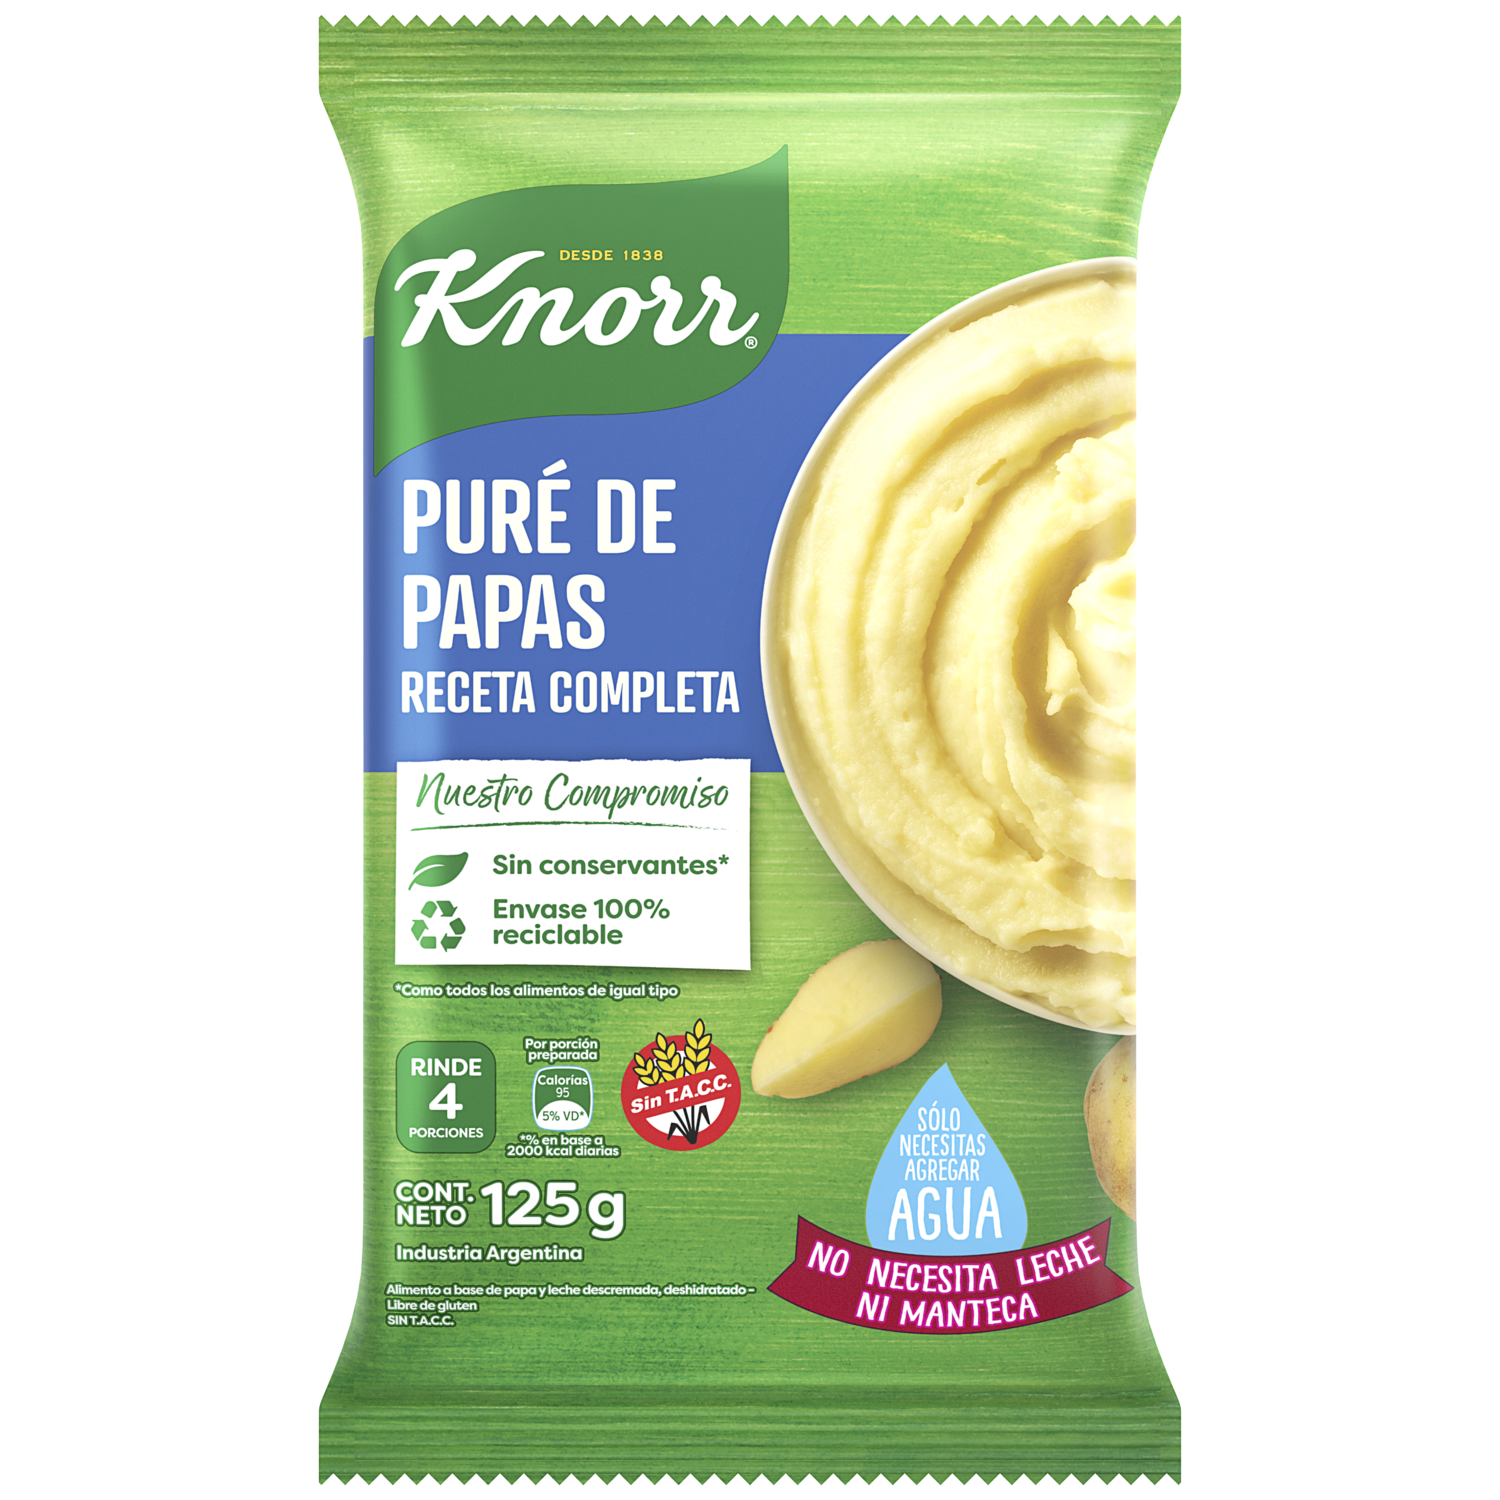 DESDE 1838
Knorr®
PURÉ DE
PAPAS
RECETA COMPLETA
Nuestro Compromiso
Sin conservantes*
Envase 100%
reciclable
*Como todos los alimentos de igual tipo
RINDE
4
PORCIONES
Por porción
preparada
Calorías
95
5% VD*
*% en base a
2000 kcal diarias
Sin T.A.C.C.
CONT.
NETO 125g
Industria Argentina
Alimento a base de papa y leche descremada, deshidratado -
Libre de gluten
SIN T.A.C.C.
SÓLO
NECESITAS
AGREGAR
AGUA
NO NECESITA LECHE
NI MANTECA